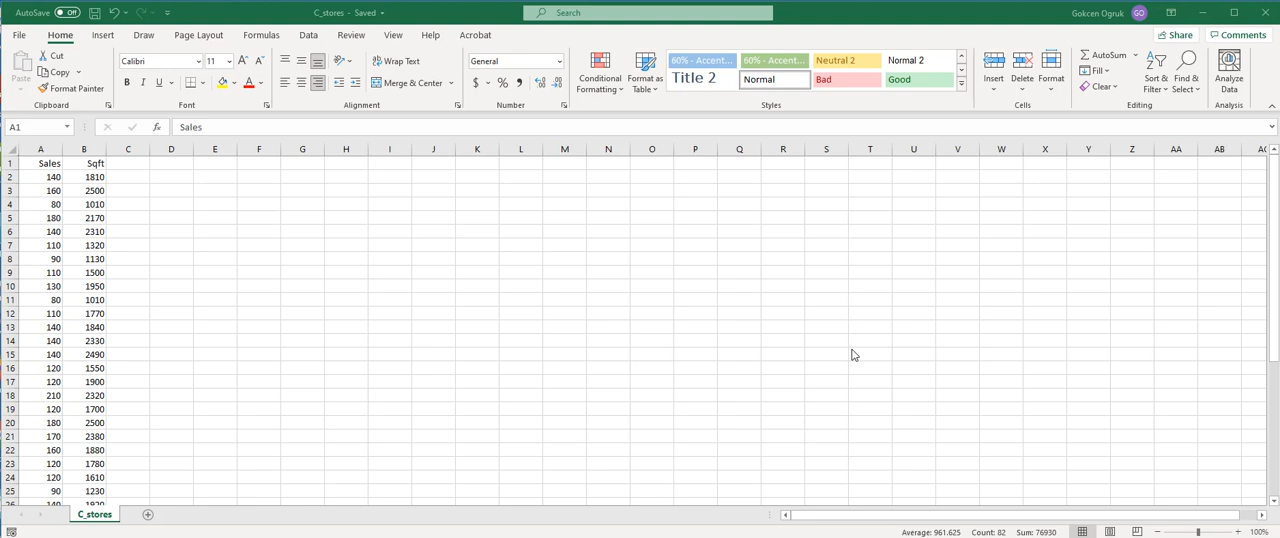 AutoSave Off C_stores - Saved Search Gokcen Ogruk GO
File Home Insert Draw Page Layout Formulas Data Review View Help Acrobat Share Comments
Paste Cut Copy Format Painter Clipboard
Calibri 11 A A B I U A Font
ab Wrap Text Merge & Center Alignment
General $ % , Number
Conditional Formatting Format as Table 60% - Accent... 60% - Accent... Neutral 2 Normal 2 Title 2 Normal Bad Good Styles
Insert Delete Format Cells
AutoSum Fill Clear Sort & Filter Find & Select Editing
Analyze Data Analysis
A1 fx Sales
A B C D E F G H I J K L M N O P Q R S T U V W X Y Z AA AB AC
1 Sales Sqft
2 140 1810
3 160 2500
4 80 1010
5 180 2170
6 140 2310
7 110 1320
8 90 1130
9 110 1500
10 130 1950
11 80 1010
12 110 1770
13 140 1840
14 140 2330
15 140 2490
16 120 1550
17 120 1900
18 210 2320
19 120 1700
20 180 2500
21 170 2380
22 160 1880
23 120 1780
24 120 1610
25 90 1230
26 140 1820
C_stores
Average: 961.625 Count: 82 Sum: 76930 100%